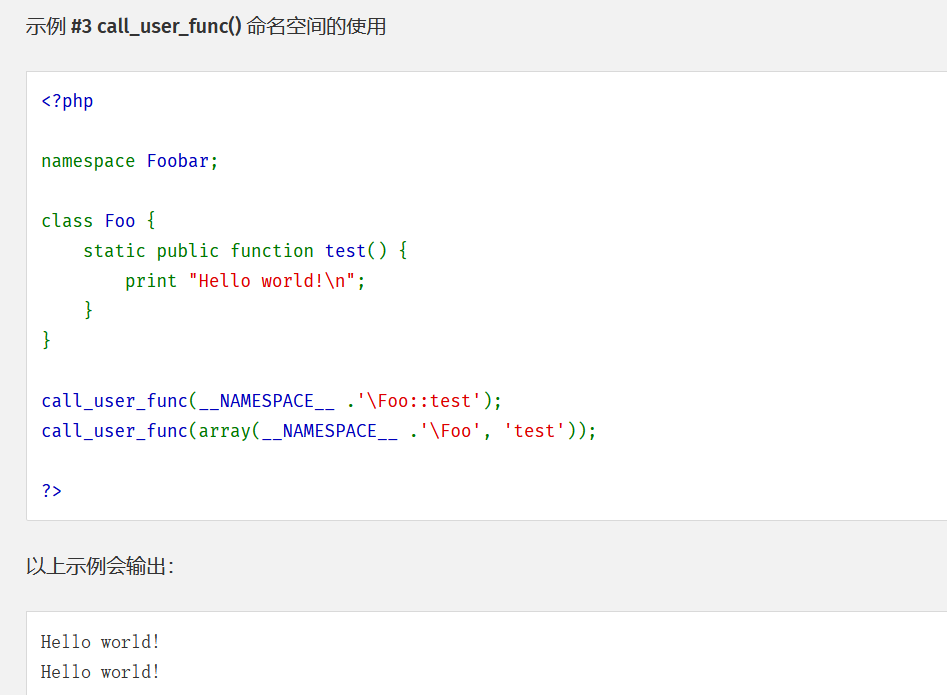 示例 #3 call_user_func() 命名空间的使用
<?php
namespace Foobar;
class Foo {
    static public function test() {
        print "Hello world!\n";
    }
}
call_user_func(__NAMESPACE__ .'\Foo::test');
call_user_func(array(__NAMESPACE__ .'\Foo', 'test'));
?>
以上示例会输出：
Hello world!
Hello world!